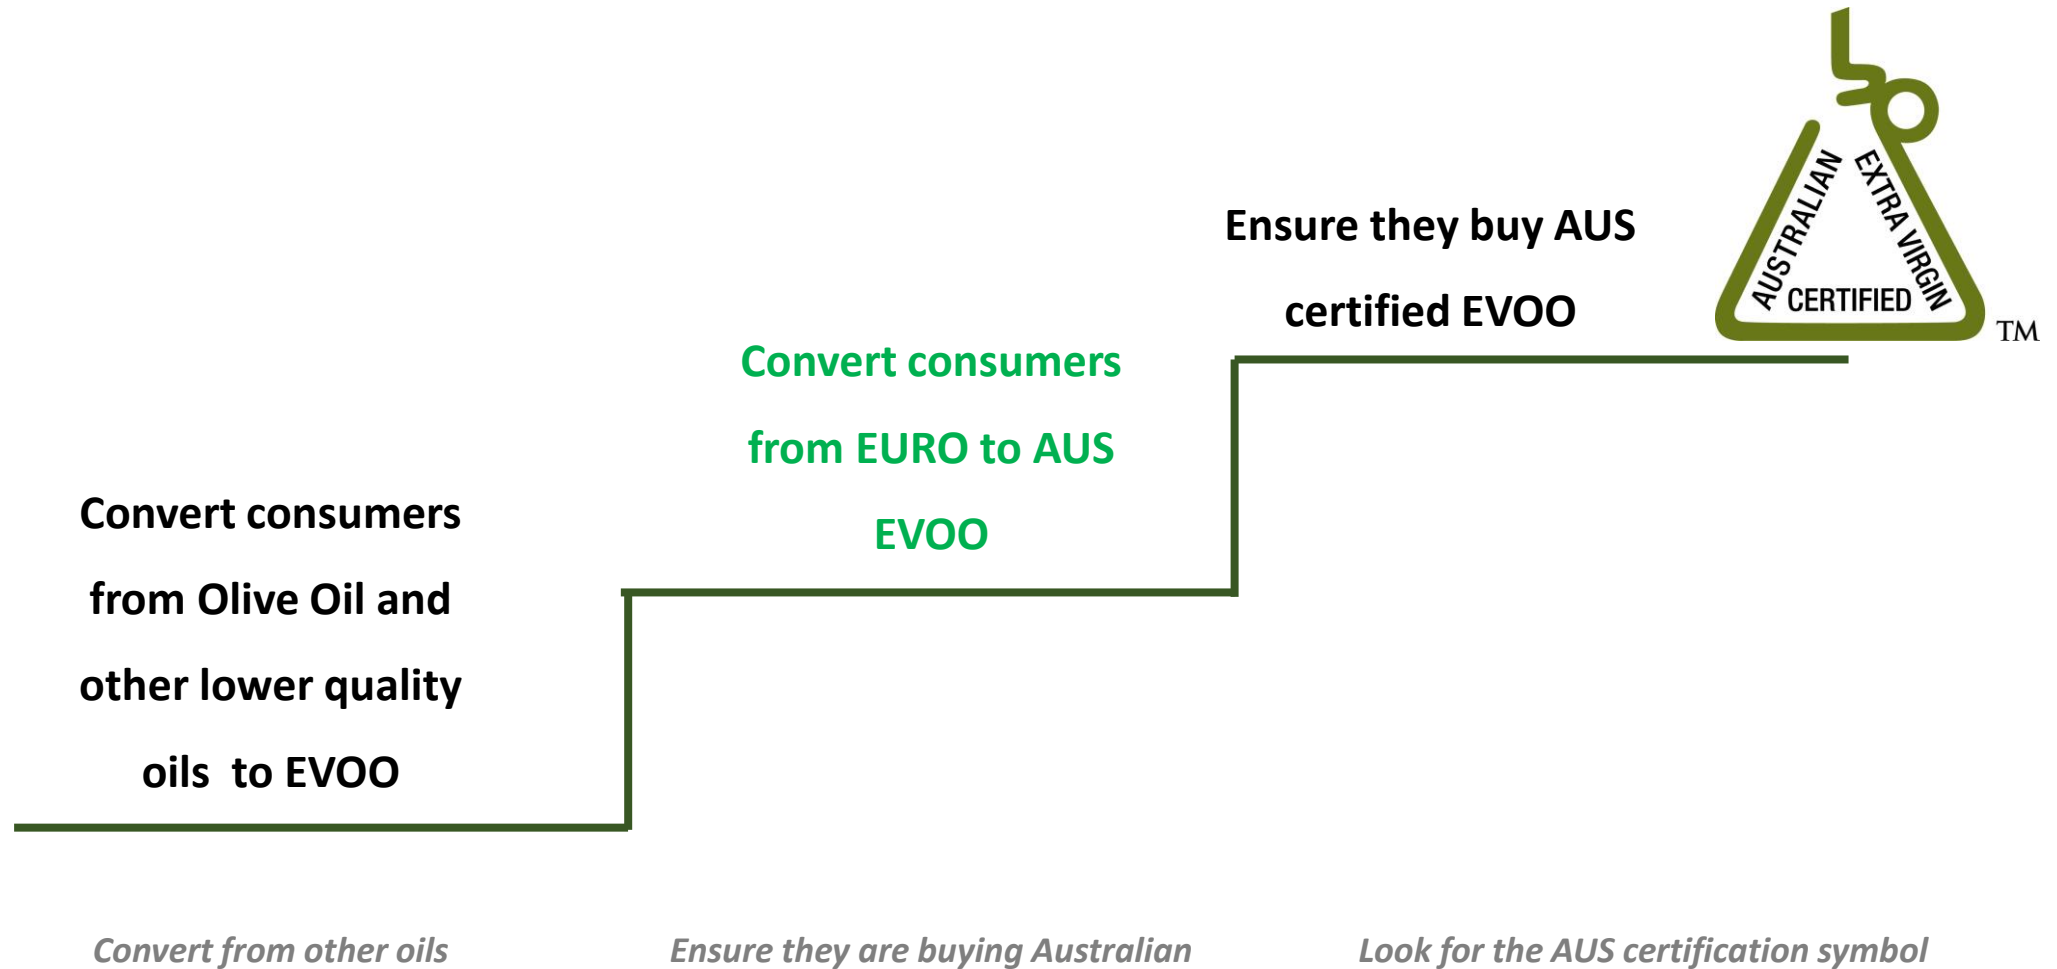 Convert consumers
from Olive Oil and
other lower quality
oils  to EVOO
Convert consumers
from EURO to AUS
EVOO
Ensure they buy AUS
certified EVOO
AUSTRALIAN
EXTRA VIRGIN
CERTIFIED
TM
Convert from other oils
Ensure they are buying Australian
Look for the AUS certification symbol